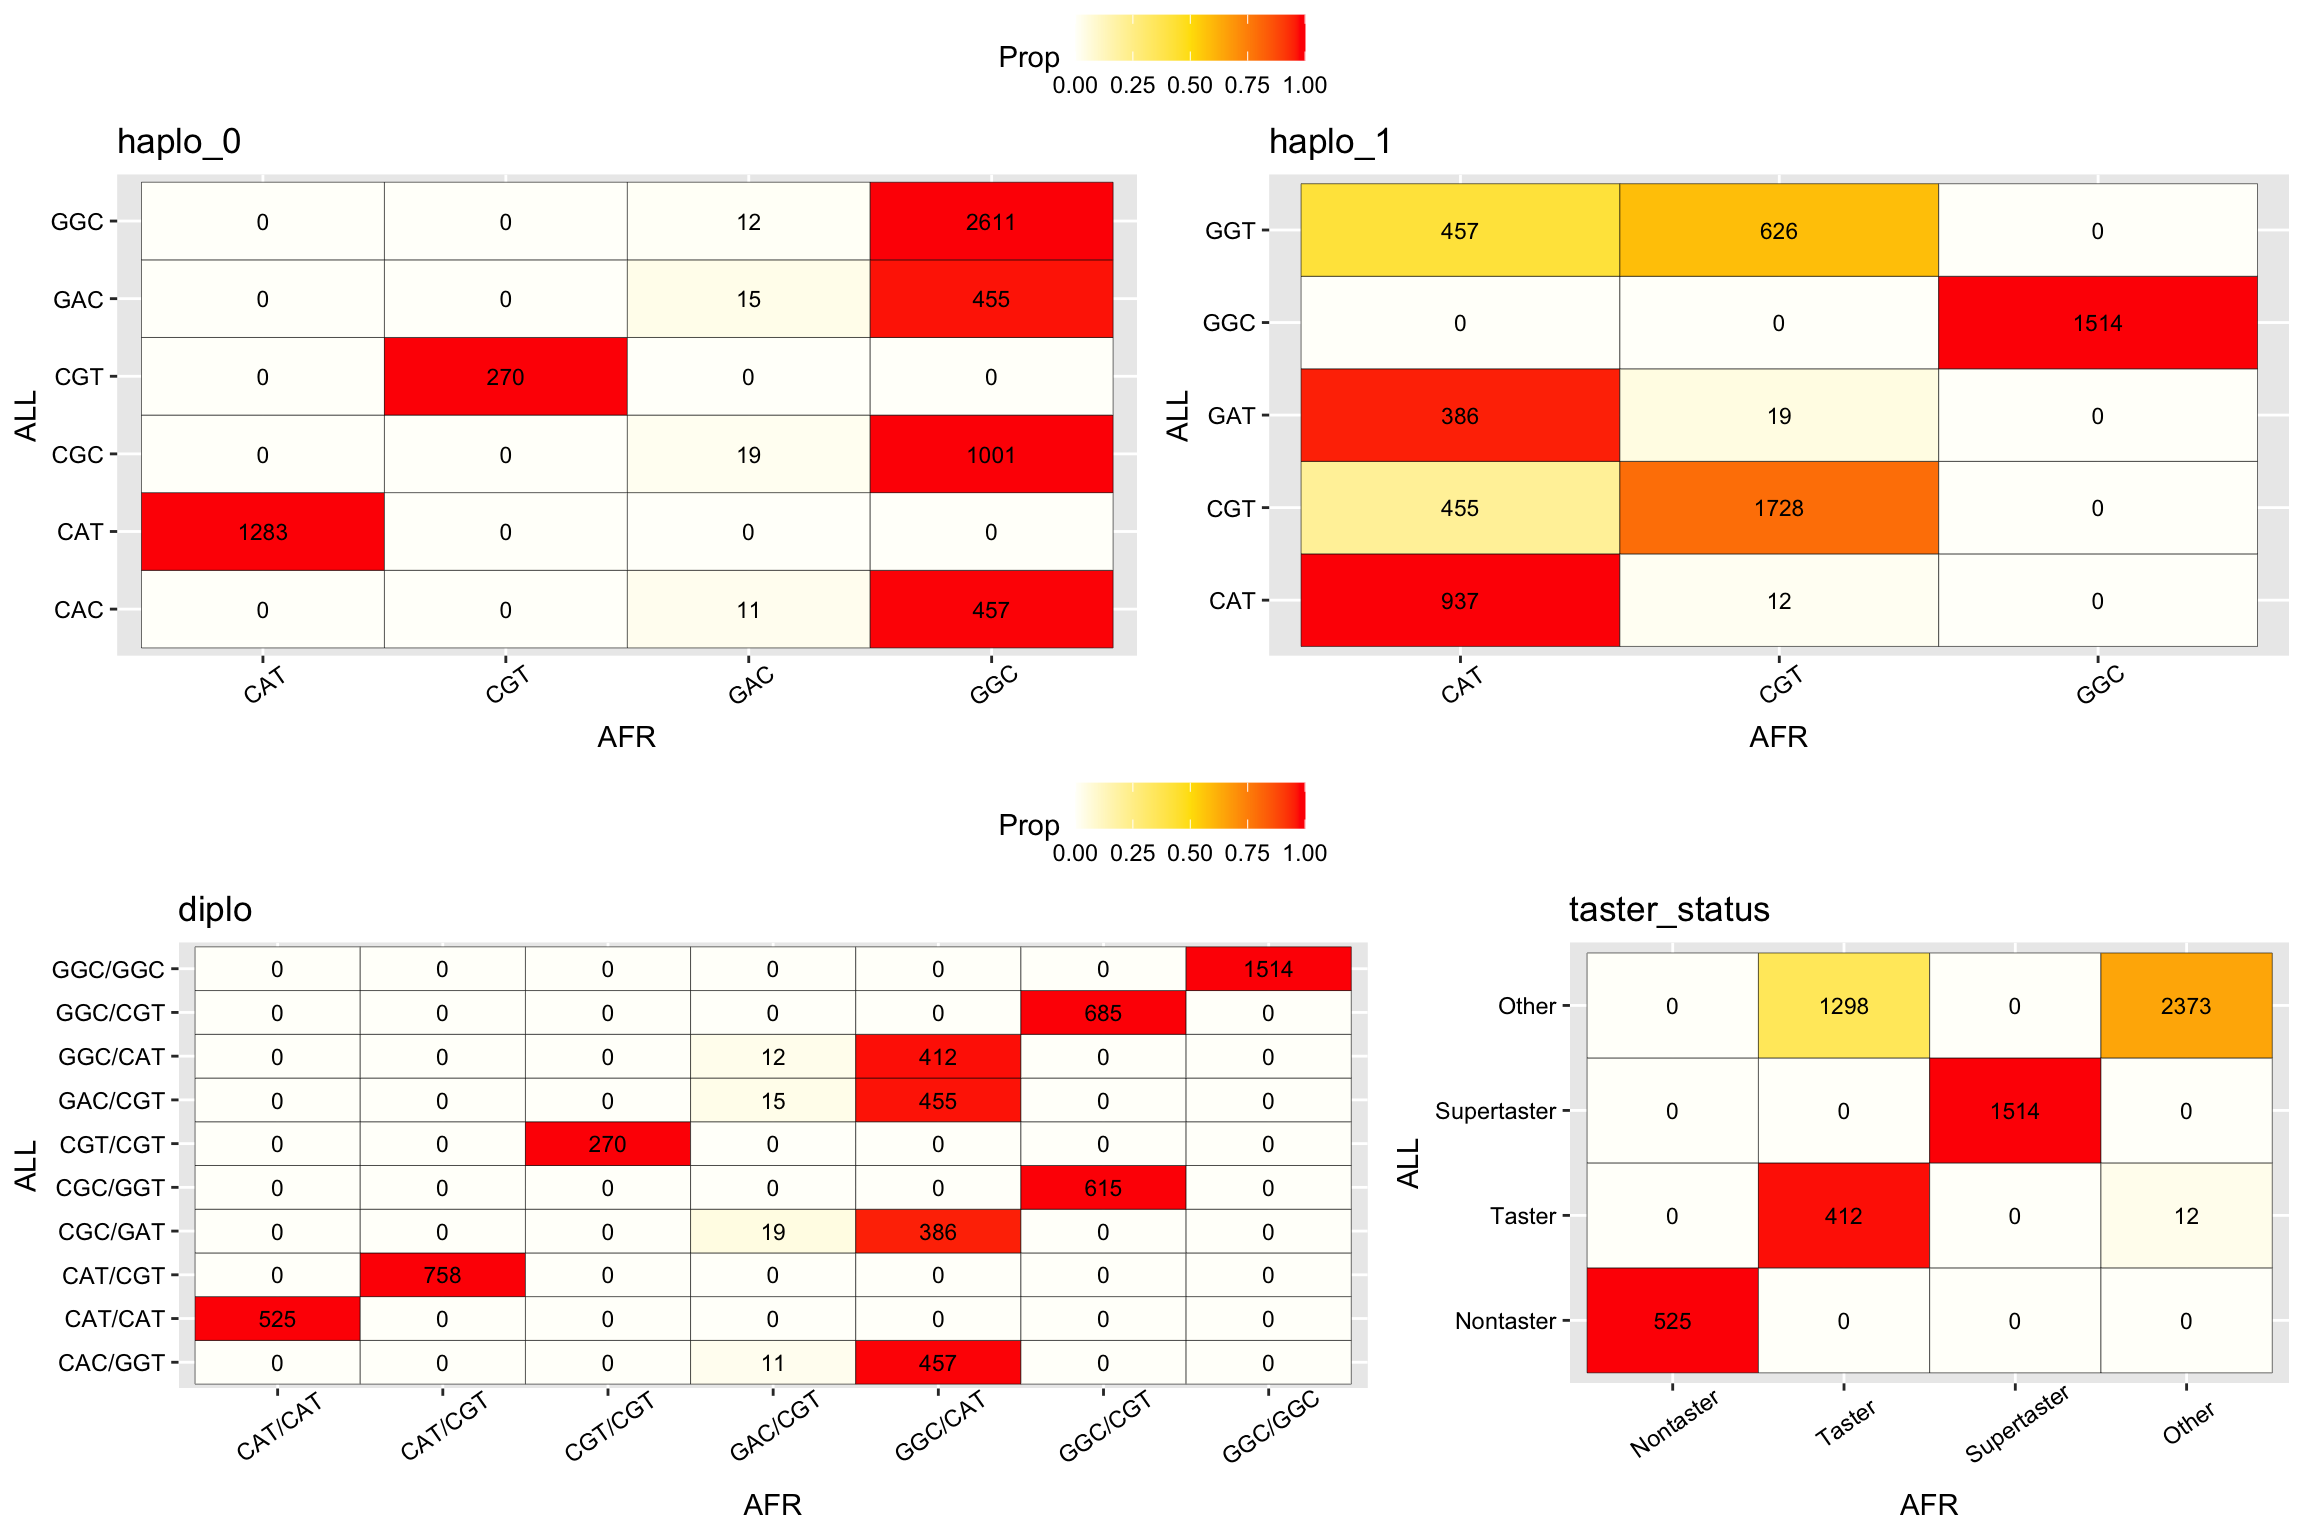 Prop
0.00 0.25 0.50 0.75 1.00
haplo_0
ALL
GGC 0 0 12 2611
GAC 0 0 15 455
CGT 0 270 0 0
CGC 0 0 19 1001
CAT 1283 0 0 0
CAC 0 0 11 457
CAT CGT GAC GGC
AFR
haplo_1
ALL
GGT 457 626 0
GGC 0 0 1514
GAT 386 19 0
CGT 455 1728 0
CAT 937 12 0
CAT CGT GGC
AFR
Prop
0.00 0.25 0.50 0.75 1.00
diplo
ALL
GGC/GGC 0 0 0 0 0 0 1514
GGC/CGT 0 0 0 0 0 685 0
GGC/CAT 0 0 0 12 412 0 0
GAC/CGT 0 0 0 15 455 0 0
CGT/CGT 0 0 270 0 0 0 0
CGC/GGT 0 0 0 0 0 615 0
CGC/GAT 0 0 0 19 386 0 0
CAT/CGT 0 758 0 0 0 0 0
CAT/CAT 525 0 0 0 0 0 0
CAC/GGT 0 0 0 11 457 0 0
CAT/CAT CAT/CGT CGT/CGT GAC/CGT GGC/CAT GGC/CGT GGC/GGC
AFR
taster_status
ALL
Other 0 1298 0 2373
Supertaster 0 0 1514 0
Taster 0 412 0 12
Nontaster 525 0 0 0
Nontaster Taster Supertaster Other
AFR